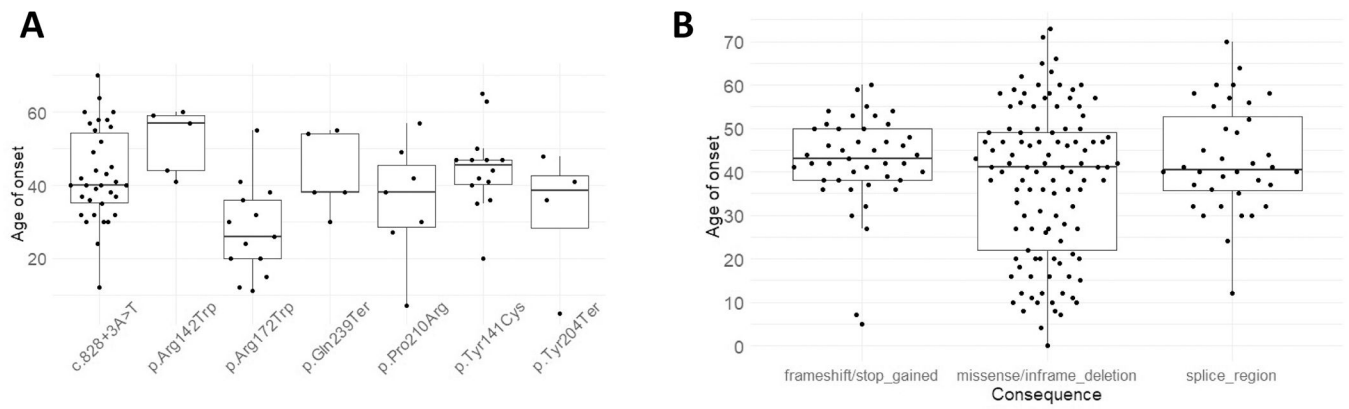 A
Age of onset
60
40
20
c.828+3A>T
p.Arg142Trp
p.Arg172Trp
p.Gln239Ter
p.Pro210Arg
p.Tyr141Cys
p.Tyr204Ter
B
Age of onset
70
60
50
40
30
20
10
0
frameshift/stop_gained
missense/inframe_deletion
splice_region
Consequence